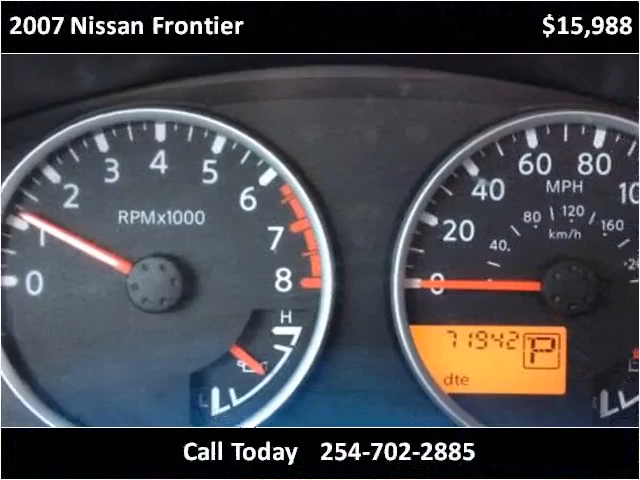 2007 Nissan Frontier $15,988
0 1 2 3 4 5 6 7 8
RPMx1000
H
L
0 20 40 60 80
MPH
40 80 120 160
km/h
71942 P
dte
L
Call Today 254-702-2885